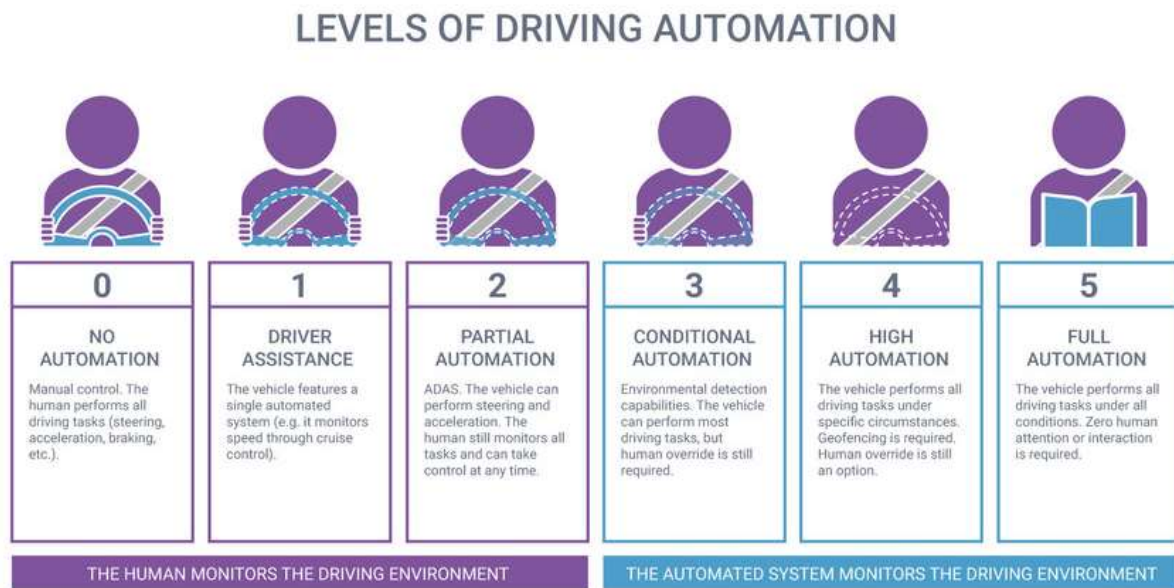 LEVELS OF DRIVING AUTOMATION
0
NO
AUTOMATION
Manual control. The
human performs all
driving tasks (steering,
acceleration, braking,
etc.).
1
DRIVER
ASSISTANCE
The vehicle features a
single automated
system (e.g. it monitors
speed through cruise
control).
2
PARTIAL
AUTOMATION
ADAS. The vehicle can
perform steering and
acceleration. The
human still monitors all
tasks and can take
control at any time.
3
CONDITIONAL
AUTOMATION
Environmental detection
capabilities. The vehicle
can perform most
driving tasks, but
human override is still
required.
4
HIGH
AUTOMATION
The vehicle performs all
driving tasks under
specific circumstances.
Geofencing is required.
Human override is still
an option.
5
FULL
AUTOMATION
The vehicle performs all
driving tasks under all
conditions. Zero human
attention or interaction
is required.
THE HUMAN MONITORS THE DRIVING ENVIRONMENT
THE AUTOMATED SYSTEM MONITORS THE DRIVING ENVIRONMENT